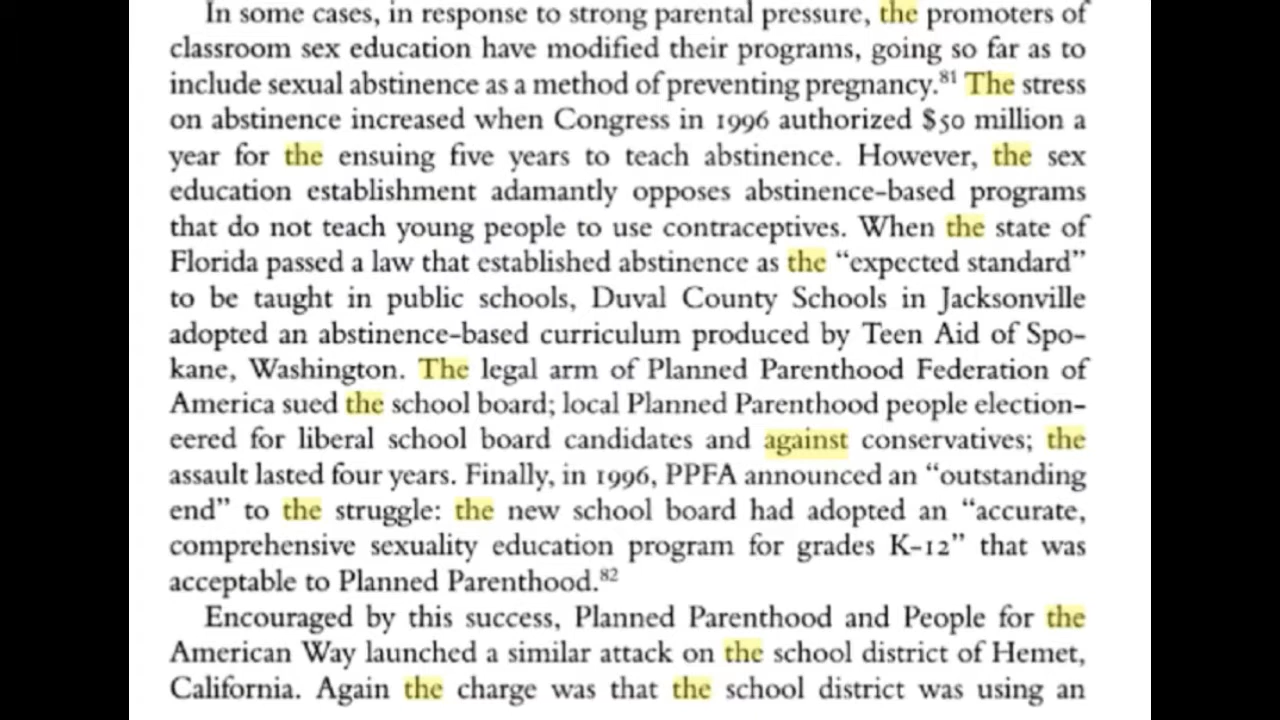 In some cases, in response to strong parental pressure, the promoters of
classroom sex education have modified their programs, going so far as to
include sexual abstinence as a method of preventing pregnancy.81 The stress
on abstinence increased when Congress in 1996 authorized $50 million a
year for the ensuing five years to teach abstinence. However, the sex
education establishment adamantly opposes abstinence-based programs
that do not teach young people to use contraceptives. When the state of
Florida passed a law that established abstinence as the “expected standard”
to be taught in public schools, Duval County Schools in Jacksonville
adopted an abstinence-based curriculum produced by Teen Aid of Spo-
kane, Washington. The legal arm of Planned Parenthood Federation of
America sued the school board; local Planned Parenthood people election-
eered for liberal school board candidates and against conservatives; the
assault lasted four years. Finally, in 1996, PPFA announced an “outstanding
end” to the struggle: the new school board had adopted an “accurate,
comprehensive sexuality education program for grades K-12” that was
acceptable to Planned Parenthood.82
Encouraged by this success, Planned Parenthood and People for the
American Way launched a similar attack on the school district of Hemet,
California. Again the charge was that the school district was using an